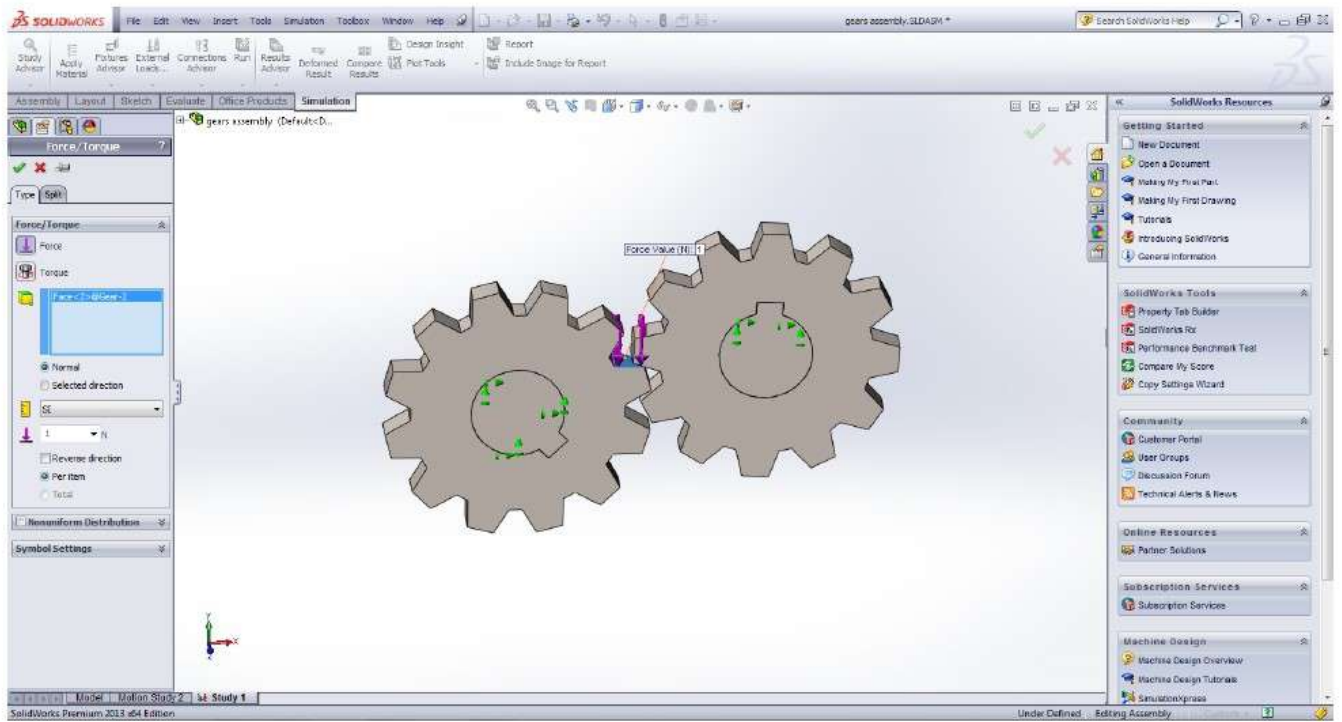 SOLIDWORKS File Edit View Insert Tools Simulation Toolbox Window Help
gears assembly.SLDASM *
Search SolidWorks Help
Study Advisor
Apply Material
Fixtures Advisor
External Loads...
Connections Advisor
Run
Results Advisor
Deformed Result
Compare Results
Design Insight
Plot Tools
Report
Include Image for Report
Assembly Layout Sketch Evaluate Office Products Simulation
gears assembly (Default<D...
Force/Torque ?
Type Split
Force/Torque
Force
Torque
Normal
Selected direction
SI
1 N
Reverse direction
Per item
Total
Nonuniform Distribution
Symbol Settings
Force Value (N): 1
Y
X
Model Motion Study 2 Study 1
SolidWorks Premium 2013 x64 Edition
Under Defined Editing Assembly
SolidWorks Resources
Getting Started
New Document
Open a Document
Making My First Part
Making My First Drawing
Tutorials
Introducing SolidWorks
General Information
SolidWorks Tools
Property Tab Builder
SolidWorks Rx
Performance Benchmark Test
Compare My Score
Copy Settings Wizard
Community
Customer Portal
User Groups
Discussion Forum
Technical Alerts & News
Online Resources
Partner Solutions
Subscription Services
Subscription Services
Machine Design
Machine Design Overview
Machine Design Tutorials
SimulationXpress